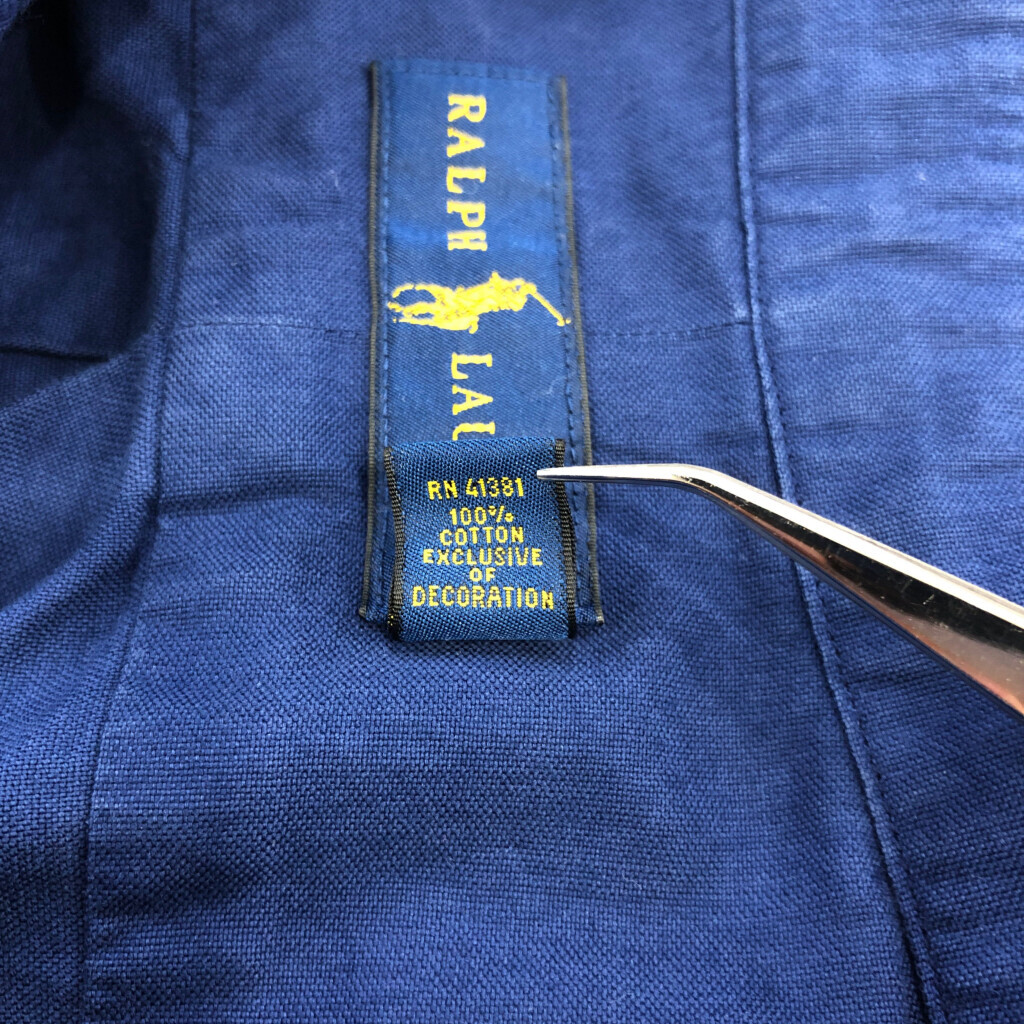 RALPH LAU
RN 41381
100%
COTTON
EXCLUSIVE
OF
DECORATION